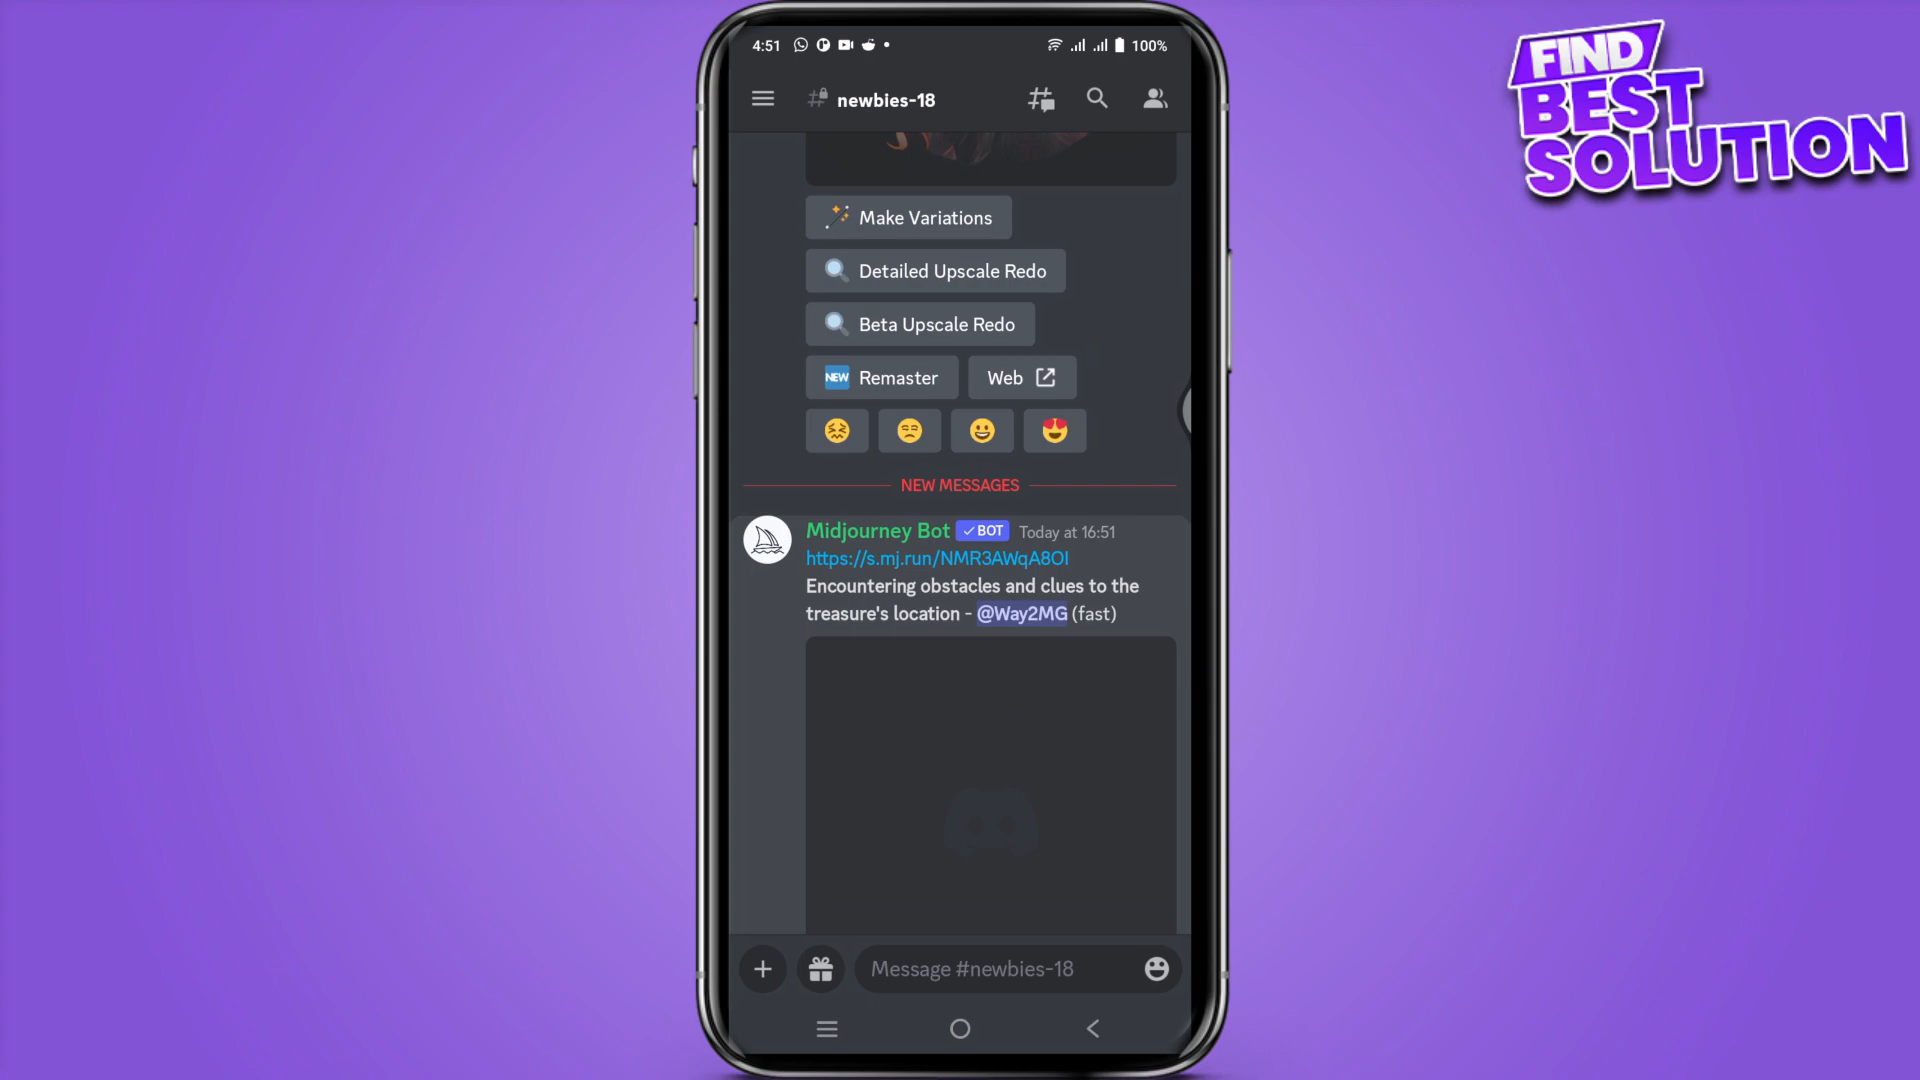 FIND
BEST
SOLUTION
4:51
100%
newbies-18
Make Variations
Detailed Upscale Redo
Beta Upscale Redo
NEW Remaster
Web
NEW MESSAGES
Midjourney Bot BOT Today at 16:51
https://s.mj.run/NMR3AWqA8OI
Encountering obstacles and clues to the
treasure's location - @Way2MG (fast)
Message #newbies-18